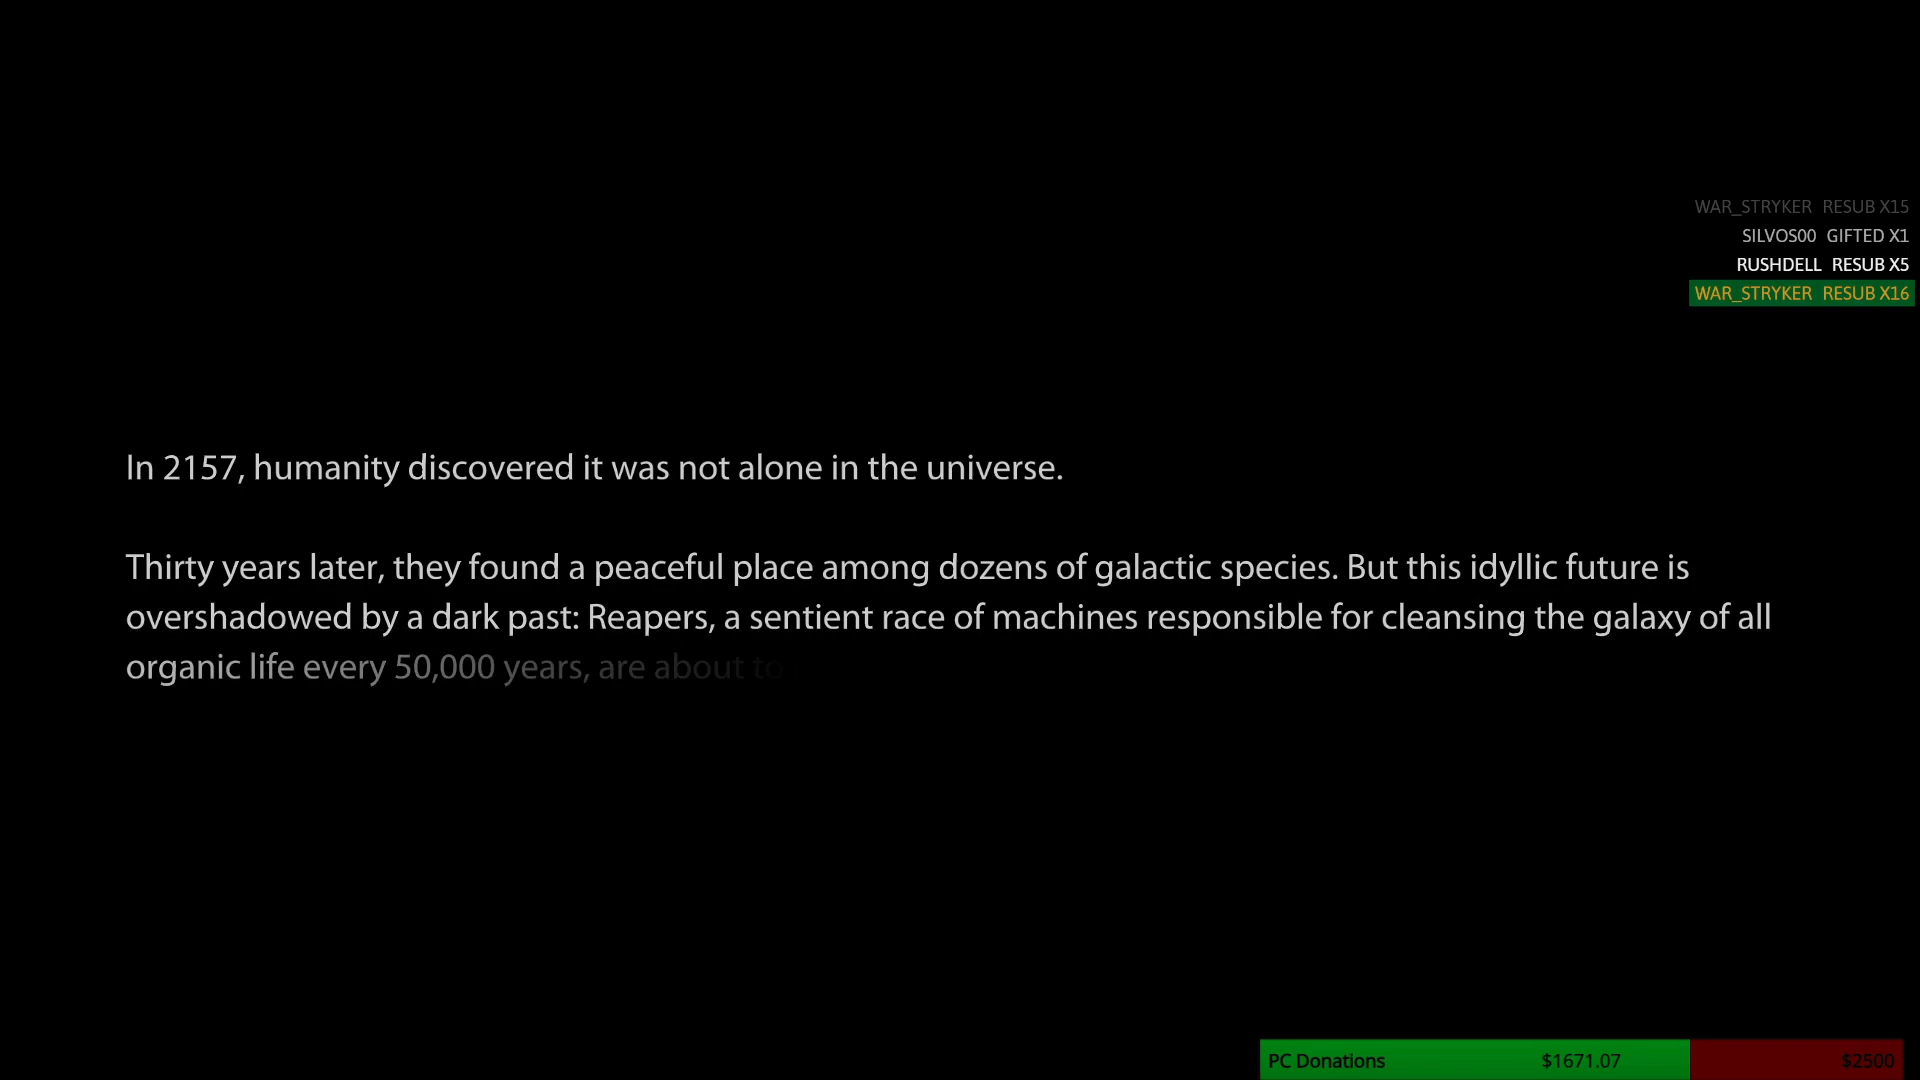 WAR_STRYKER RESUB X15
SILVOS00 GIFTED X1
RUSHDELL RESUB X5
WAR_STRYKER RESUB X16
In 2157, humanity discovered it was not alone in the universe.
Thirty years later, they found a peaceful place among dozens of galactic species. But this idyllic future is
overshadowed by a dark past: Reapers, a sentient race of machines responsible for cleansing the galaxy of all
organic life every 50,000 years, are about to
PC Donations $1671.07 $2500